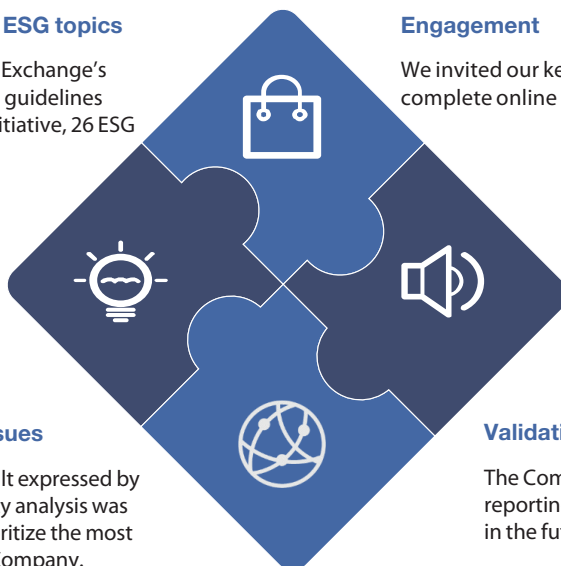 ESG topics
Exchange's
guidelines
itiative, 26 ESG
Engagement
We invited our ke
complete online
sues
lt expressed by
y analysis was
ritize the most
Company.
Validati
The Com
reportin
in the fu